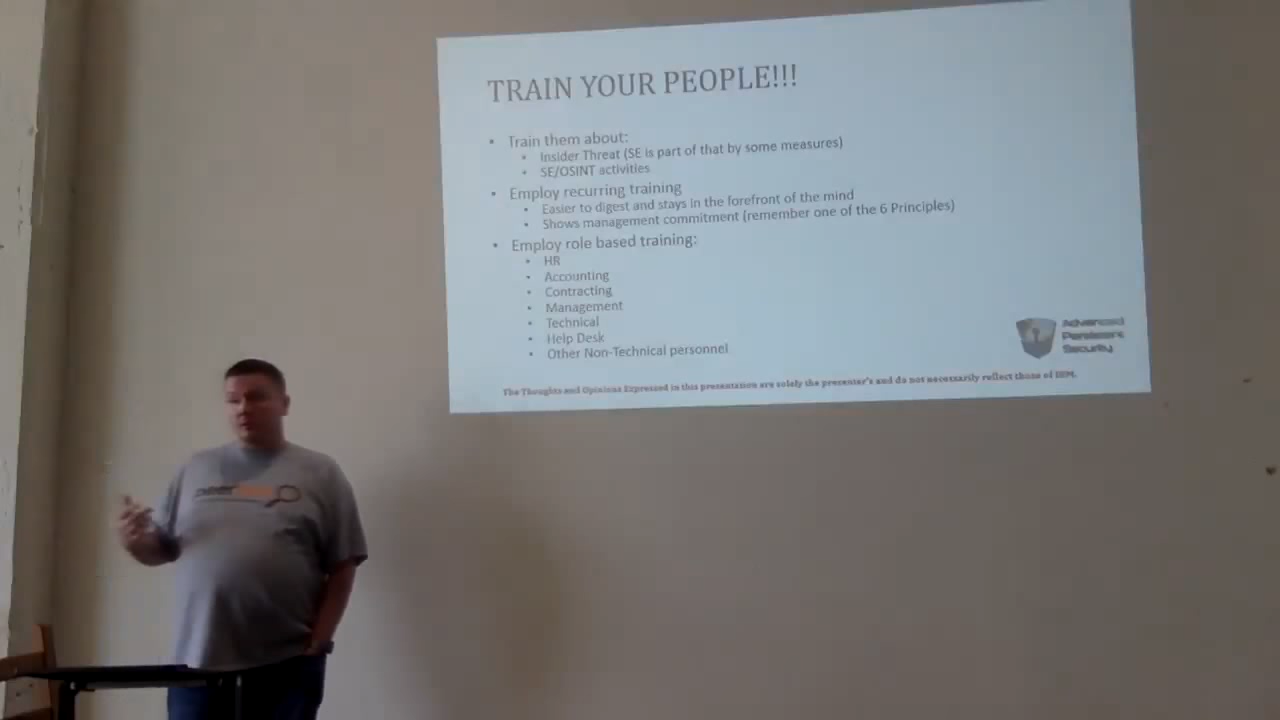 TRAIN YOUR PEOPLE!!!
• Train them about:
• Insider Threat (SE is part of that by some measures)
• SE/OSINT activities
• Employ recurring training
• Easier to digest and stays in the forefront of the mind
• Shows management commitment (remember one of the 6 Principles)
• Employ role based training:
• HR
• Accounting
• Contracting
• Management
• Technical
• Help Desk
• Other Non-Technical personnel
Advanced
Persistent
Security
The Thoughts and Opinions Expressed in this presentation are solely the presenter's and do not necessarily reflect those of IBM.